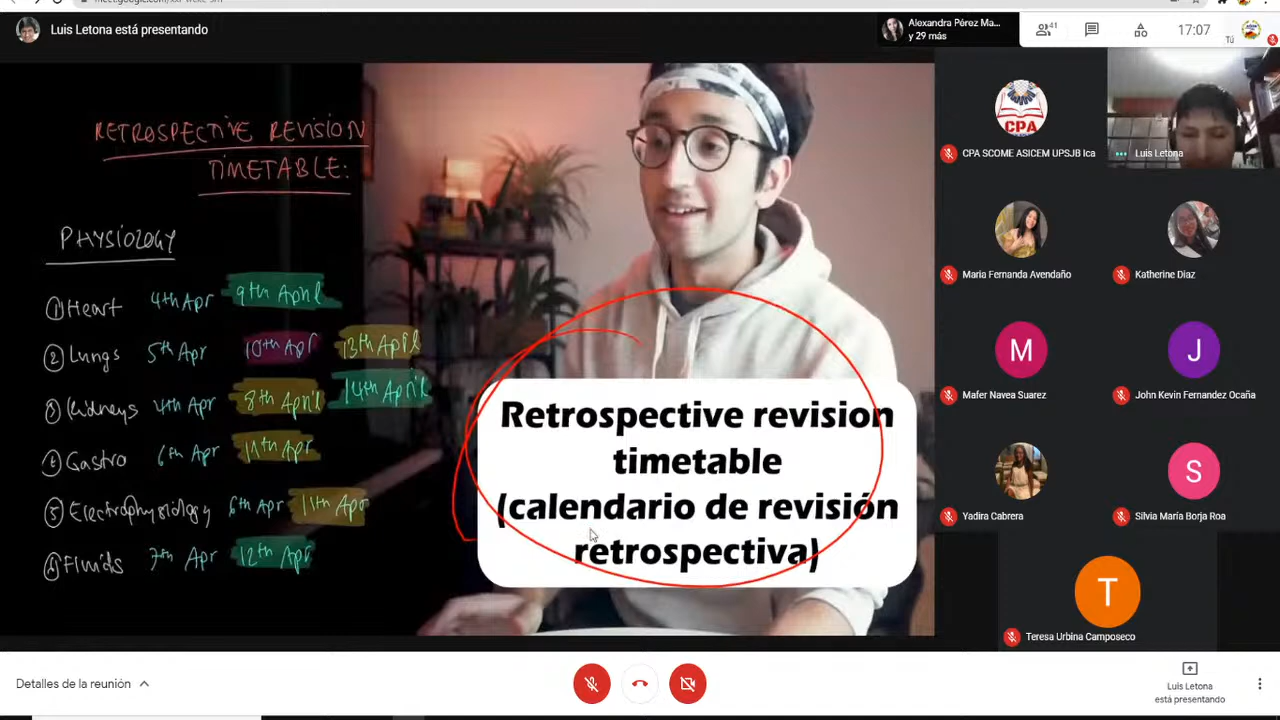 Luis Letona está presentando
Alexandra Pérez Ma...
y 29 más
41
17:07
Tú
RETROSPECTIVE REVISION
TIMETABLE:
PHYSIOLOGY
① Heart 4th Apr 9th April
② Lungs 5th Apr 10th Apr 13th April
③ Kidneys 4th Apr 8th April 14th April
④ Gastro 6th Apr 11th Apr
⑤ Electrophysiology 6th Apr 11th Apr
⑥ Fluids 7th Apr 12th Apr
Retrospective revision
timetable
(calendario de revisión
retrospectiva)
CPA
CPA SCOME ASICEM UPSJB Ica
Luis Letona
Maria Fernanda Avendaño
Katherine Diaz
M
Mafer Navea Suarez
J
John Kevin Fernandez Ocaña
Yadira Cabrera
S
Silvia María Borja Roa
T
Teresa Urbina Camposeco
Detalles de la reunión
Luis Letona
está presentando